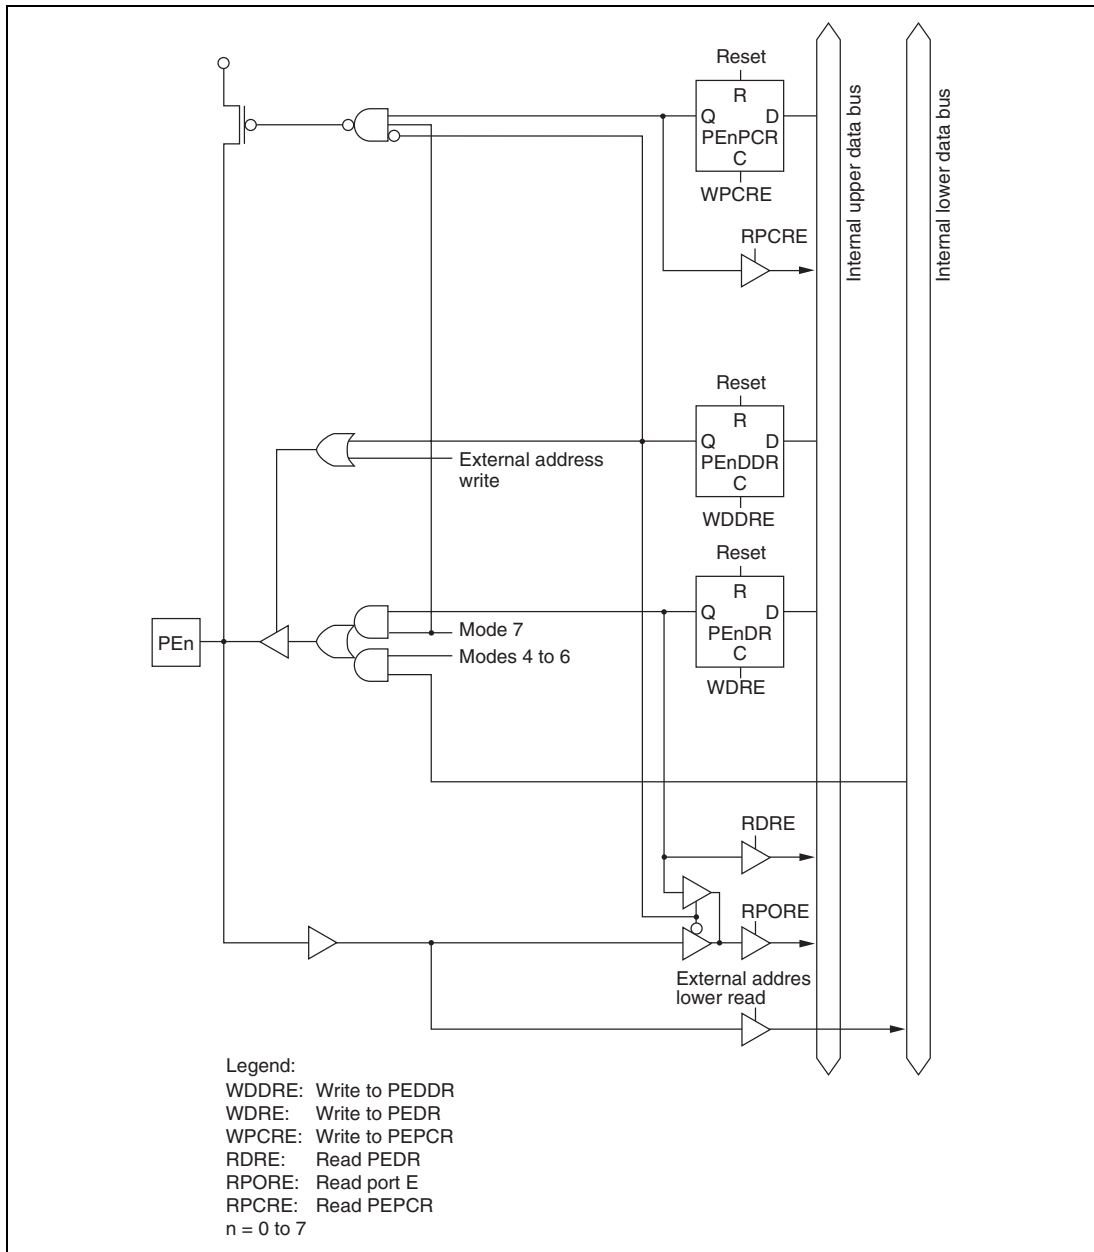 Reset
R
Q D
PEnPCR
C
WPCRE
RPCRE
Internal upper data bus
Internal lower data bus
Reset
R
Q D
PEnDDR
C
WDDRE
External address
write
Reset
R
Q D
PEnDR
C
WDRE
PEn
Mode 7
Modes 4 to 6
RDRE
RPORE
External addres
lower read
Legend:
WDDRE: Write to PEDDR
WDRE: Write to PEDR
WPCRE: Write to PEPCR
RDRE: Read PEDR
RPORE: Read port E
RPCRE: Read PEPCR
n = 0 to 7